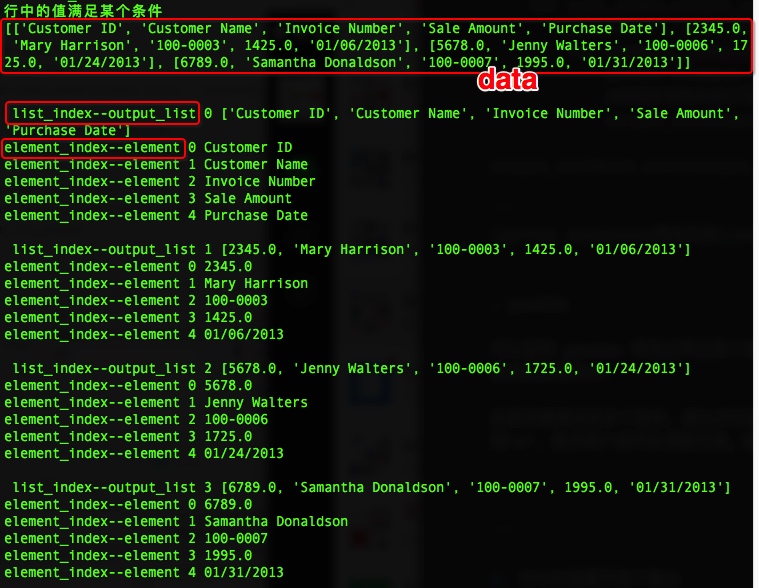 行中的值满足某个条件
[['Customer ID', 'Customer Name', 'Invoice Number', 'Sale Amount', 'Purchase Date'], [2345.0,
'Mary Harrison', '100-0003', 1425.0, '01/06/2013'], [5678.0, 'Jenny Walters', '100-0006', 17
25.0, '01/24/2013'], [6789.0, 'Samantha Donaldson', '100-0007', 1995.0, '01/31/2013']]
data
list_index--output_list 0 ['Customer ID', 'Customer Name', 'Invoice Number', 'Sale Amount',
'Purchase Date']
element_index--element 0 Customer ID
element_index--element 1 Customer Name
element_index--element 2 Invoice Number
element_index--element 3 Sale Amount
element_index--element 4 Purchase Date
list_index--output_list 1 [2345.0, 'Mary Harrison', '100-0003', 1425.0, '01/06/2013']
element_index--element 0 2345.0
element_index--element 1 Mary Harrison
element_index--element 2 100-0003
element_index--element 3 1425.0
element_index--element 4 01/06/2013
list_index--output_list 2 [5678.0, 'Jenny Walters', '100-0006', 1725.0, '01/24/2013']
element_index--element 0 5678.0
element_index--element 1 Jenny Walters
element_index--element 2 100-0006
element_index--element 3 1725.0
element_index--element 4 01/24/2013
list_index--output_list 3 [6789.0, 'Samantha Donaldson', '100-0007', 1995.0, '01/31/2013']
element_index--element 0 6789.0
element_index--element 1 Samantha Donaldson
element_index--element 2 100-0007
element_index--element 3 1995.0
element_index--element 4 01/31/2013